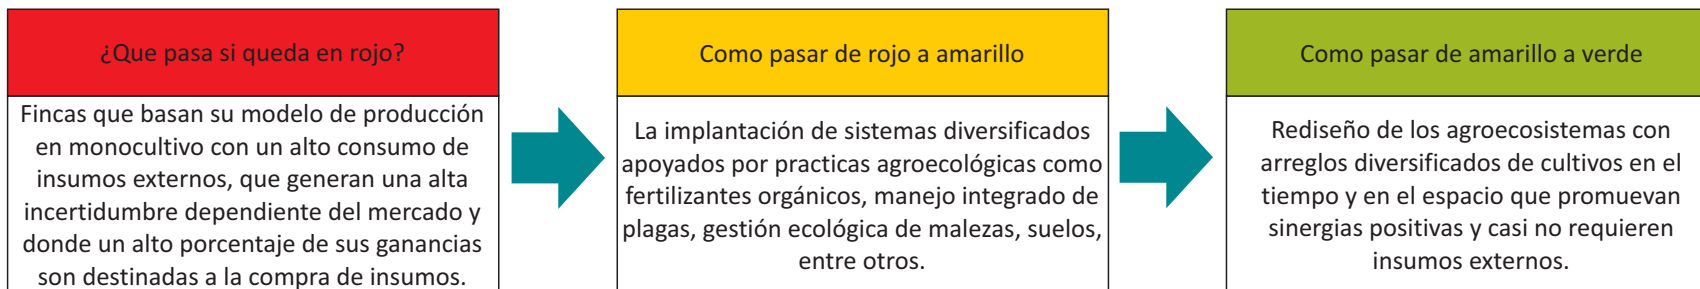 ¿Que pasa si queda en rojo?
Fincas que basan su modelo de producción
en monocultivo con un alto consumo de
insumos externos, que generan una alta
incertidumbre dependiente del mercado y
donde un alto porcentaje de sus ganancias
son destinadas a la compra de insumos.
Como pasar de rojo a amarillo
La implantación de sistemas diversificados
apoyados por practicas agroecológicas como
fertilizantes orgánicos, manejo integrado de
plagas, gestión ecológica de malezas, suelos,
entre otros.
Como pasar de amarillo a verde
Rediseño de los agroecosistemas con
arreglos diversificados de cultivos en el
tiempo y en el espacio que promuevan
sinergias positivas y casi no requieren
insumos externos.